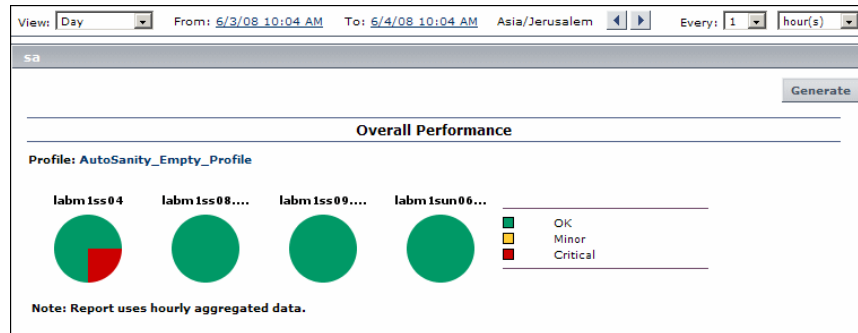 View: Day From: 6/3/08 10:04 AM To: 6/4/08 10:04 AM Asia/Jerusalem Every: 1 hour(s)
sa
Generate
Overall Performance
Profile: AutoSanity_Empty_Profile
labm1ss04 labm1ss08.... labm1ss09.... labm1sun06...
OK
Minor
Critical
Note: Report uses hourly aggregated data.